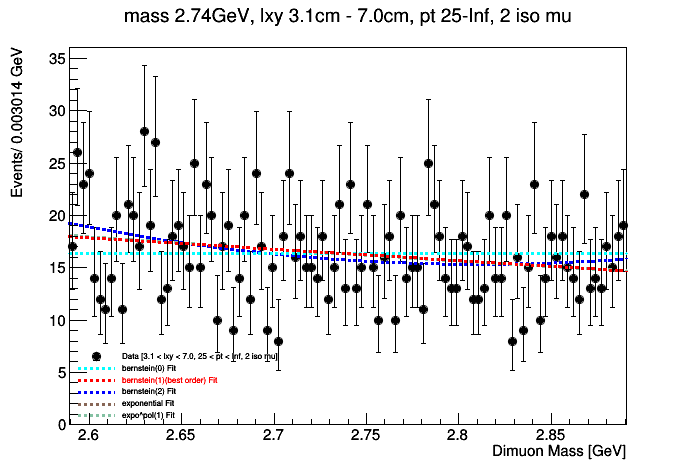 mass 2.74GeV, lxy 3.1cm - 7.0cm, pt 25-Inf, 2 iso mu
Events/ 0.003014 GeV
35
30
25
20
15
10
5
0
Data [3.1 < lxy < 7.0, 25 < pt < Inf, 2 iso mu]
bernstein(0) Fit
bernstein(1)(best order) Fit
bernstein(2) Fit
exponential Fit
expo*pol(1) Fit
2.6 2.65 2.7 2.75 2.8 2.85
Dimuon Mass [GeV]